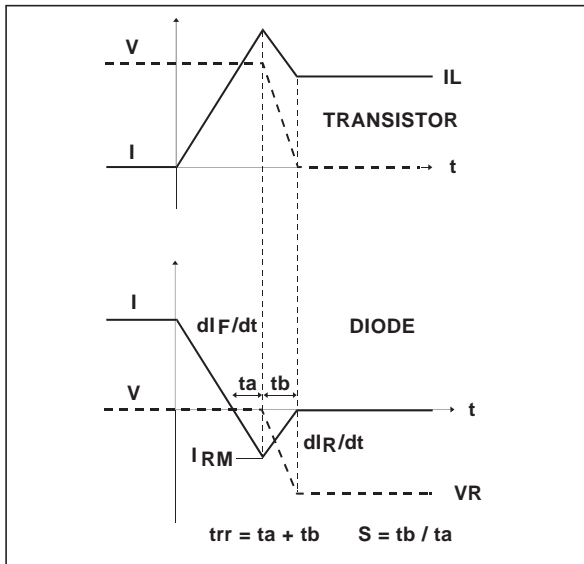 V
IL
TRANSISTOR
I
t
I
dIF/dt
DIODE
ta
tb
V
t
dIR/dt
IRM
VR
trr = ta + tb
S = tb / ta